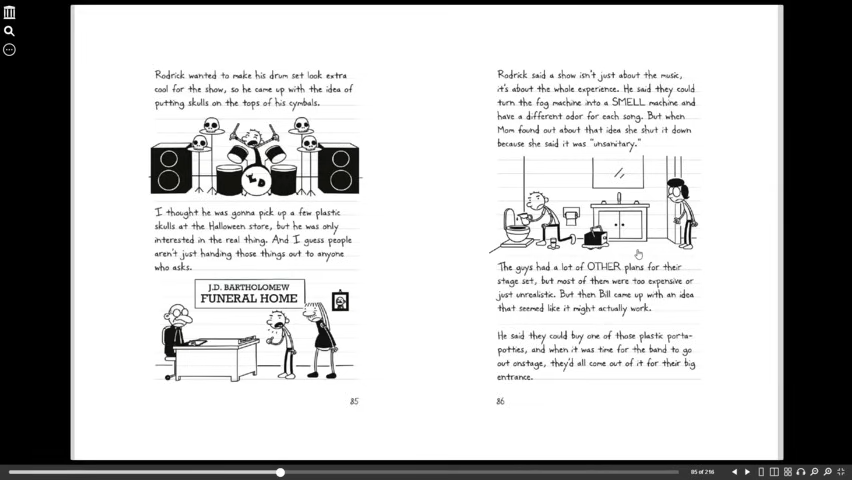 Rodrick wanted to make his drum set look extra
cool for the show, so he came up with the idea of
putting skulls on the tops of his cymbals.
LD
I thought he was gonna pick up a few plastic
skulls at the Halloween store, but he was only
interested in the real thing. And I guess people
aren't just handing those things out to anyone
who asks.
J.D. BARTHOLOMEW
FUNERAL HOME
85
Rodrick said a show isn't just about the music,
it's about the whole experience. He said they could
turn the fog machine into a SMELL machine and
have a different odor for each song. But when
Mom found out about that idea she shut it down
because she said it was "unsanitary."
The guys had a lot of OTHER plans for their
stage set, but most of them were too expensive or
just unrealistic. But then Bill came up with an idea
that seemed like it might actually work.
He said they could buy one of those plastic porta-
potties, and when it was time for the band to go
out onstage, they'd all come out of it for their big
entrance.
86
85 of 216